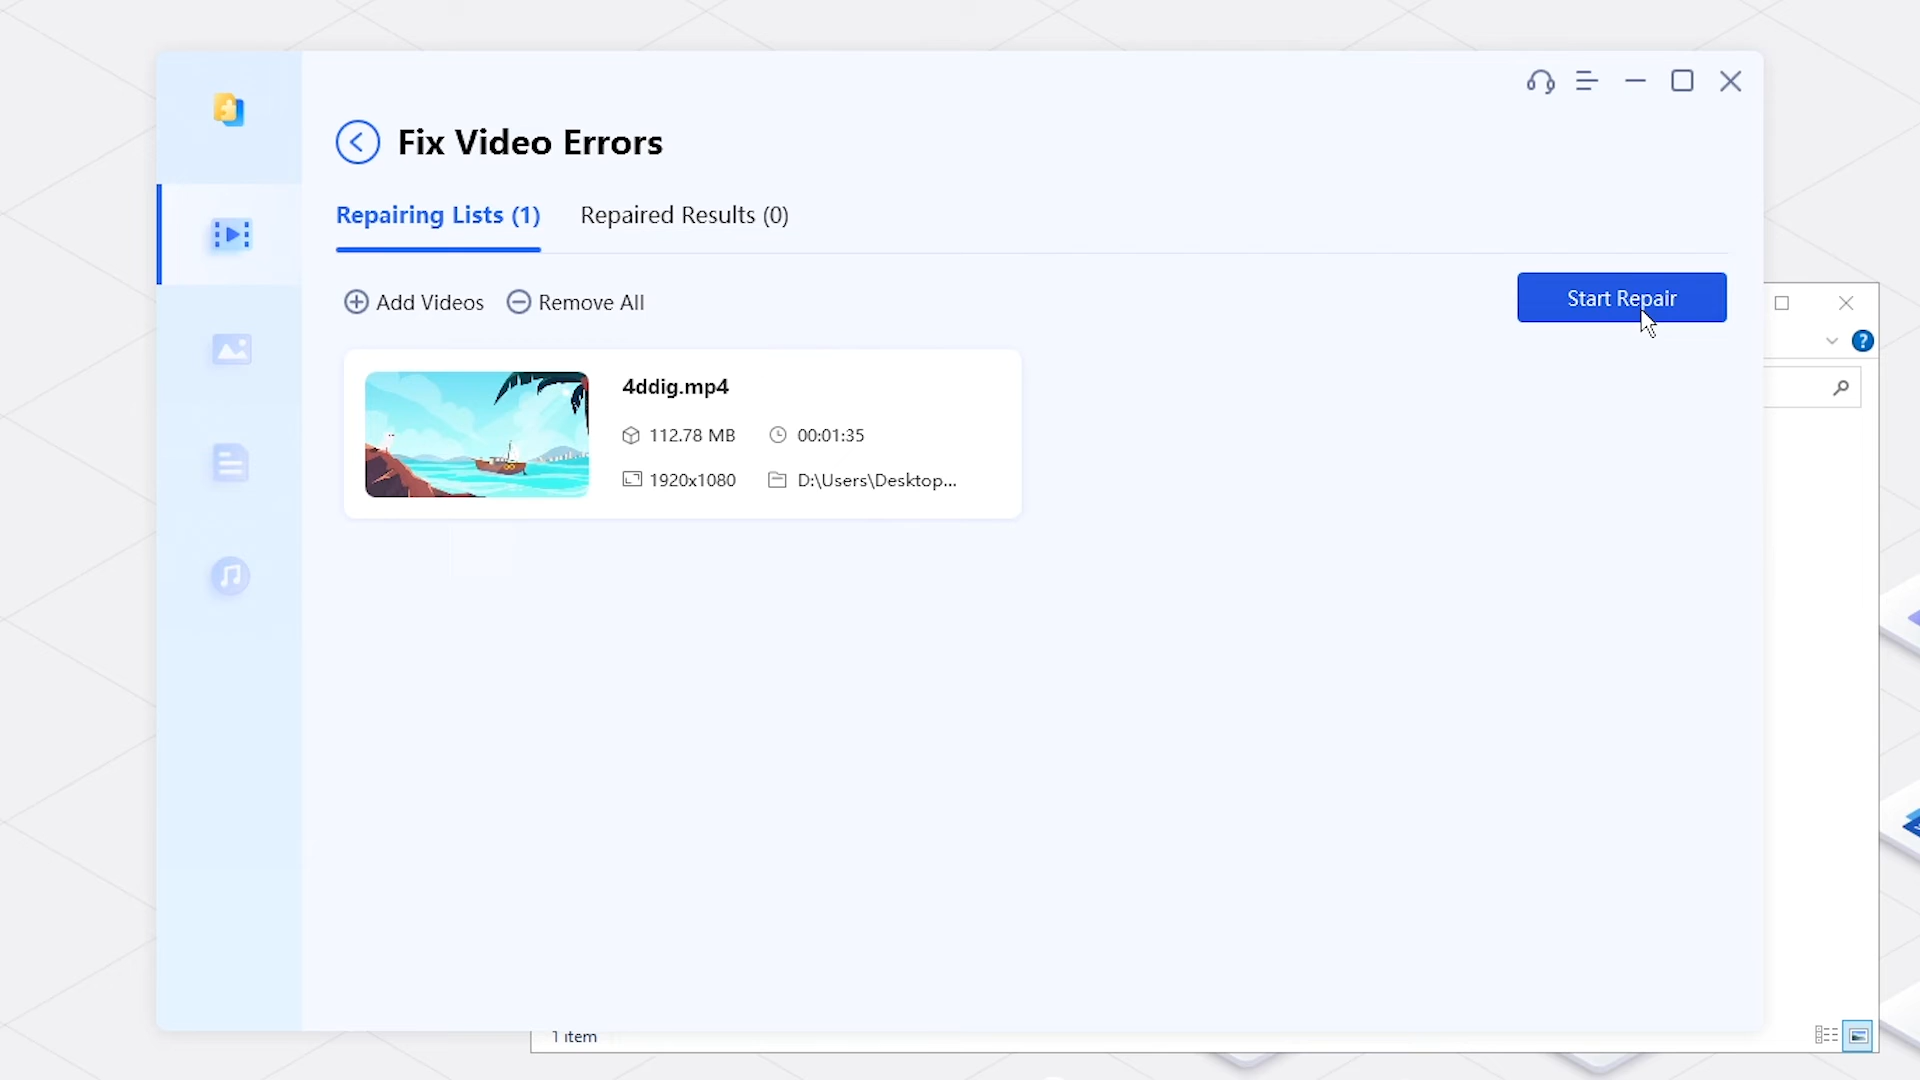 Fix Video Errors
Repairing Lists (1) Repaired Results (0)
Add Videos Remove All Start Repair
?
4ddig.mp4
112.78 MB 00:01:35
1920x1080 D:\Users\Desktop...
1 item